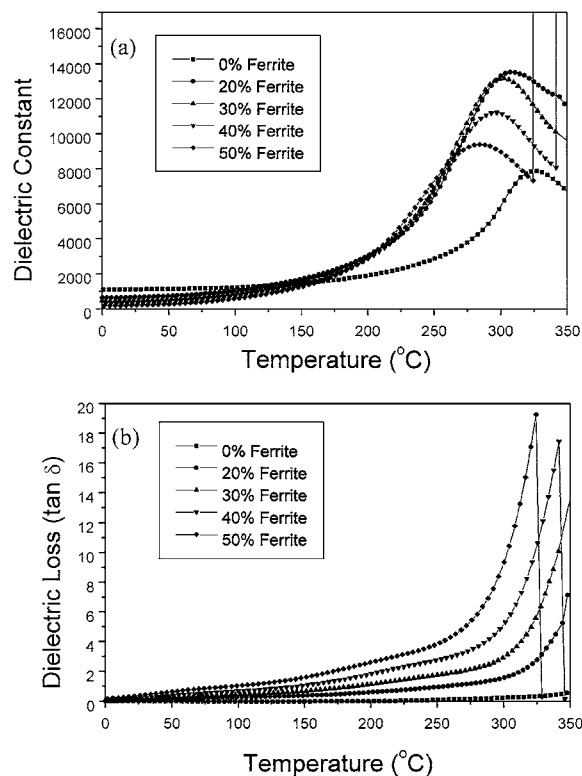 (a)
0% Ferrite
20% Ferrite
30% Ferrite
40% Ferrite
50% Ferrite
Dielectric Constant
16000
14000
12000
10000
8000
6000
4000
2000
0
0 50 100 150 200 250 300 350
Temperature (°C)
(b)
0% Ferrite
20% Ferrite
30% Ferrite
40% Ferrite
50% Ferrite
Dielectric Loss (tan δ)
20
18
16
14
12
10
8
6
4
2
0
0 50 100 150 200 250 300 350
Temperature (°C)